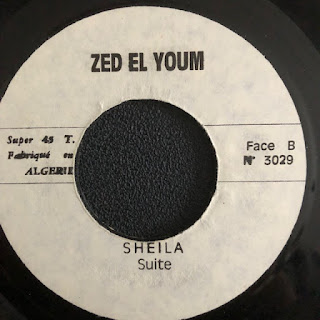 ZED EL YOUM
Super 45 T.
Fabriqué en
ALGERIE
Face B
N° 3029
SHEILA
Suite